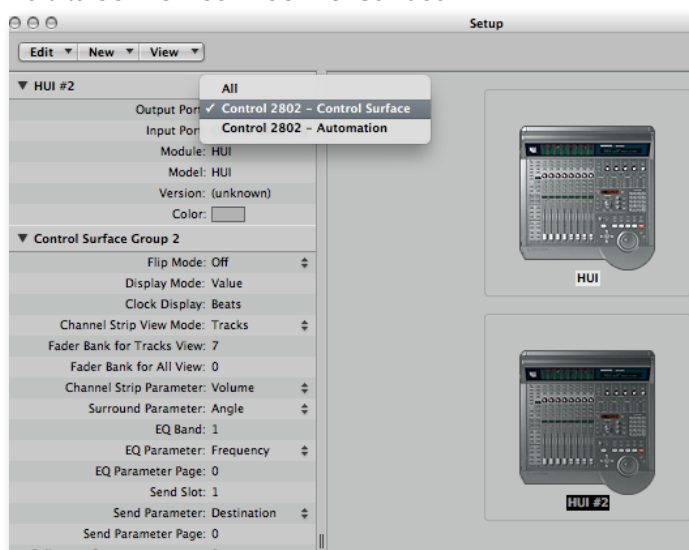 Setup
Edit New View
HUI #2
All
Output Port
✓ Control 2802 – Control Surface
Input Port
Control 2802 – Automation
Module: HUI
Model: HUI
Version: (unknown)
Color:
Control Surface Group 2
Flip Mode: Off
Display Mode: Value
Clock Display: Beats
Channel Strip View Mode: Tracks
Fader Bank for Tracks View: 7
Fader Bank for All View: 0
Channel Strip Parameter: Volume
Surround Parameter: Angle
EQ Band: 1
EQ Parameter: Frequency
EQ Parameter Page: 0
Send Slot: 1
Send Parameter: Destination
Send Parameter Page: 0
HUI
HUI #2